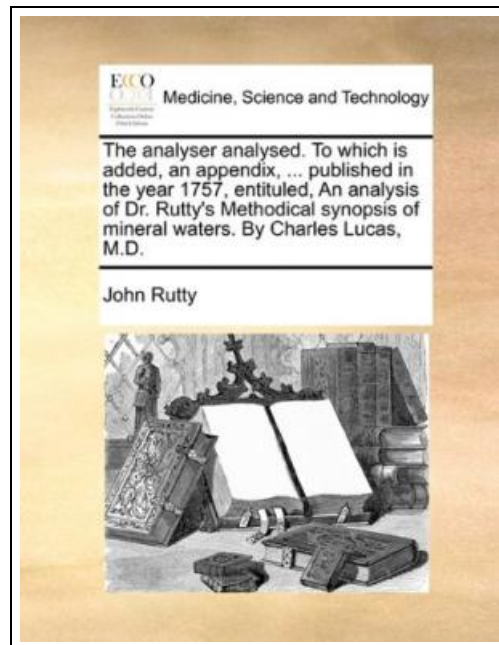 ECCO
Medicine, Science and Technology
The analyser analysed. To which is
added, an appendix, ... published in
the year 1757, entituled, An analysis
of Dr. Rutty's Methodical synopsis of
mineral waters. By Charles Lucas,
M.D.
John Rutty